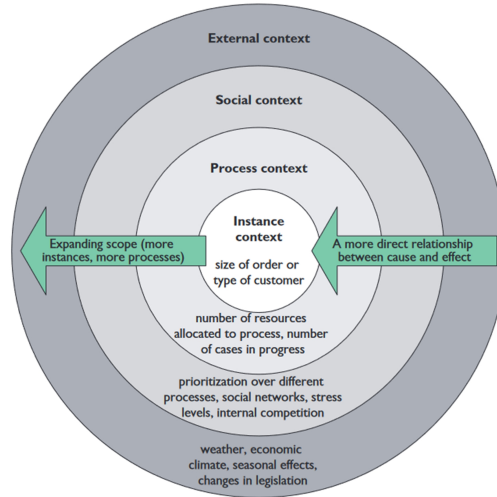 External context
Social context
Process context
Instance
context
Expanding scope (more
instances, more processes)
A more direct relationship
between cause and effect
size of order or
type of customer
number of resources
allocated to process, number
of cases in progress
prioritization over different
processes, social networks, stress
levels, internal competition
weather, economic
climate, seasonal effects,
changes in legislation